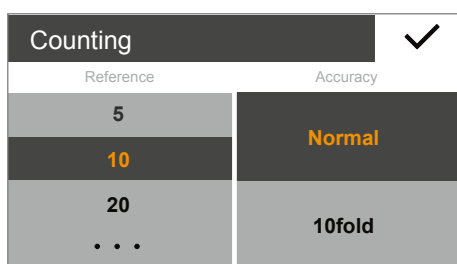 Counting
Reference Accuracy
5
10
20
. . .
Normal
10fold